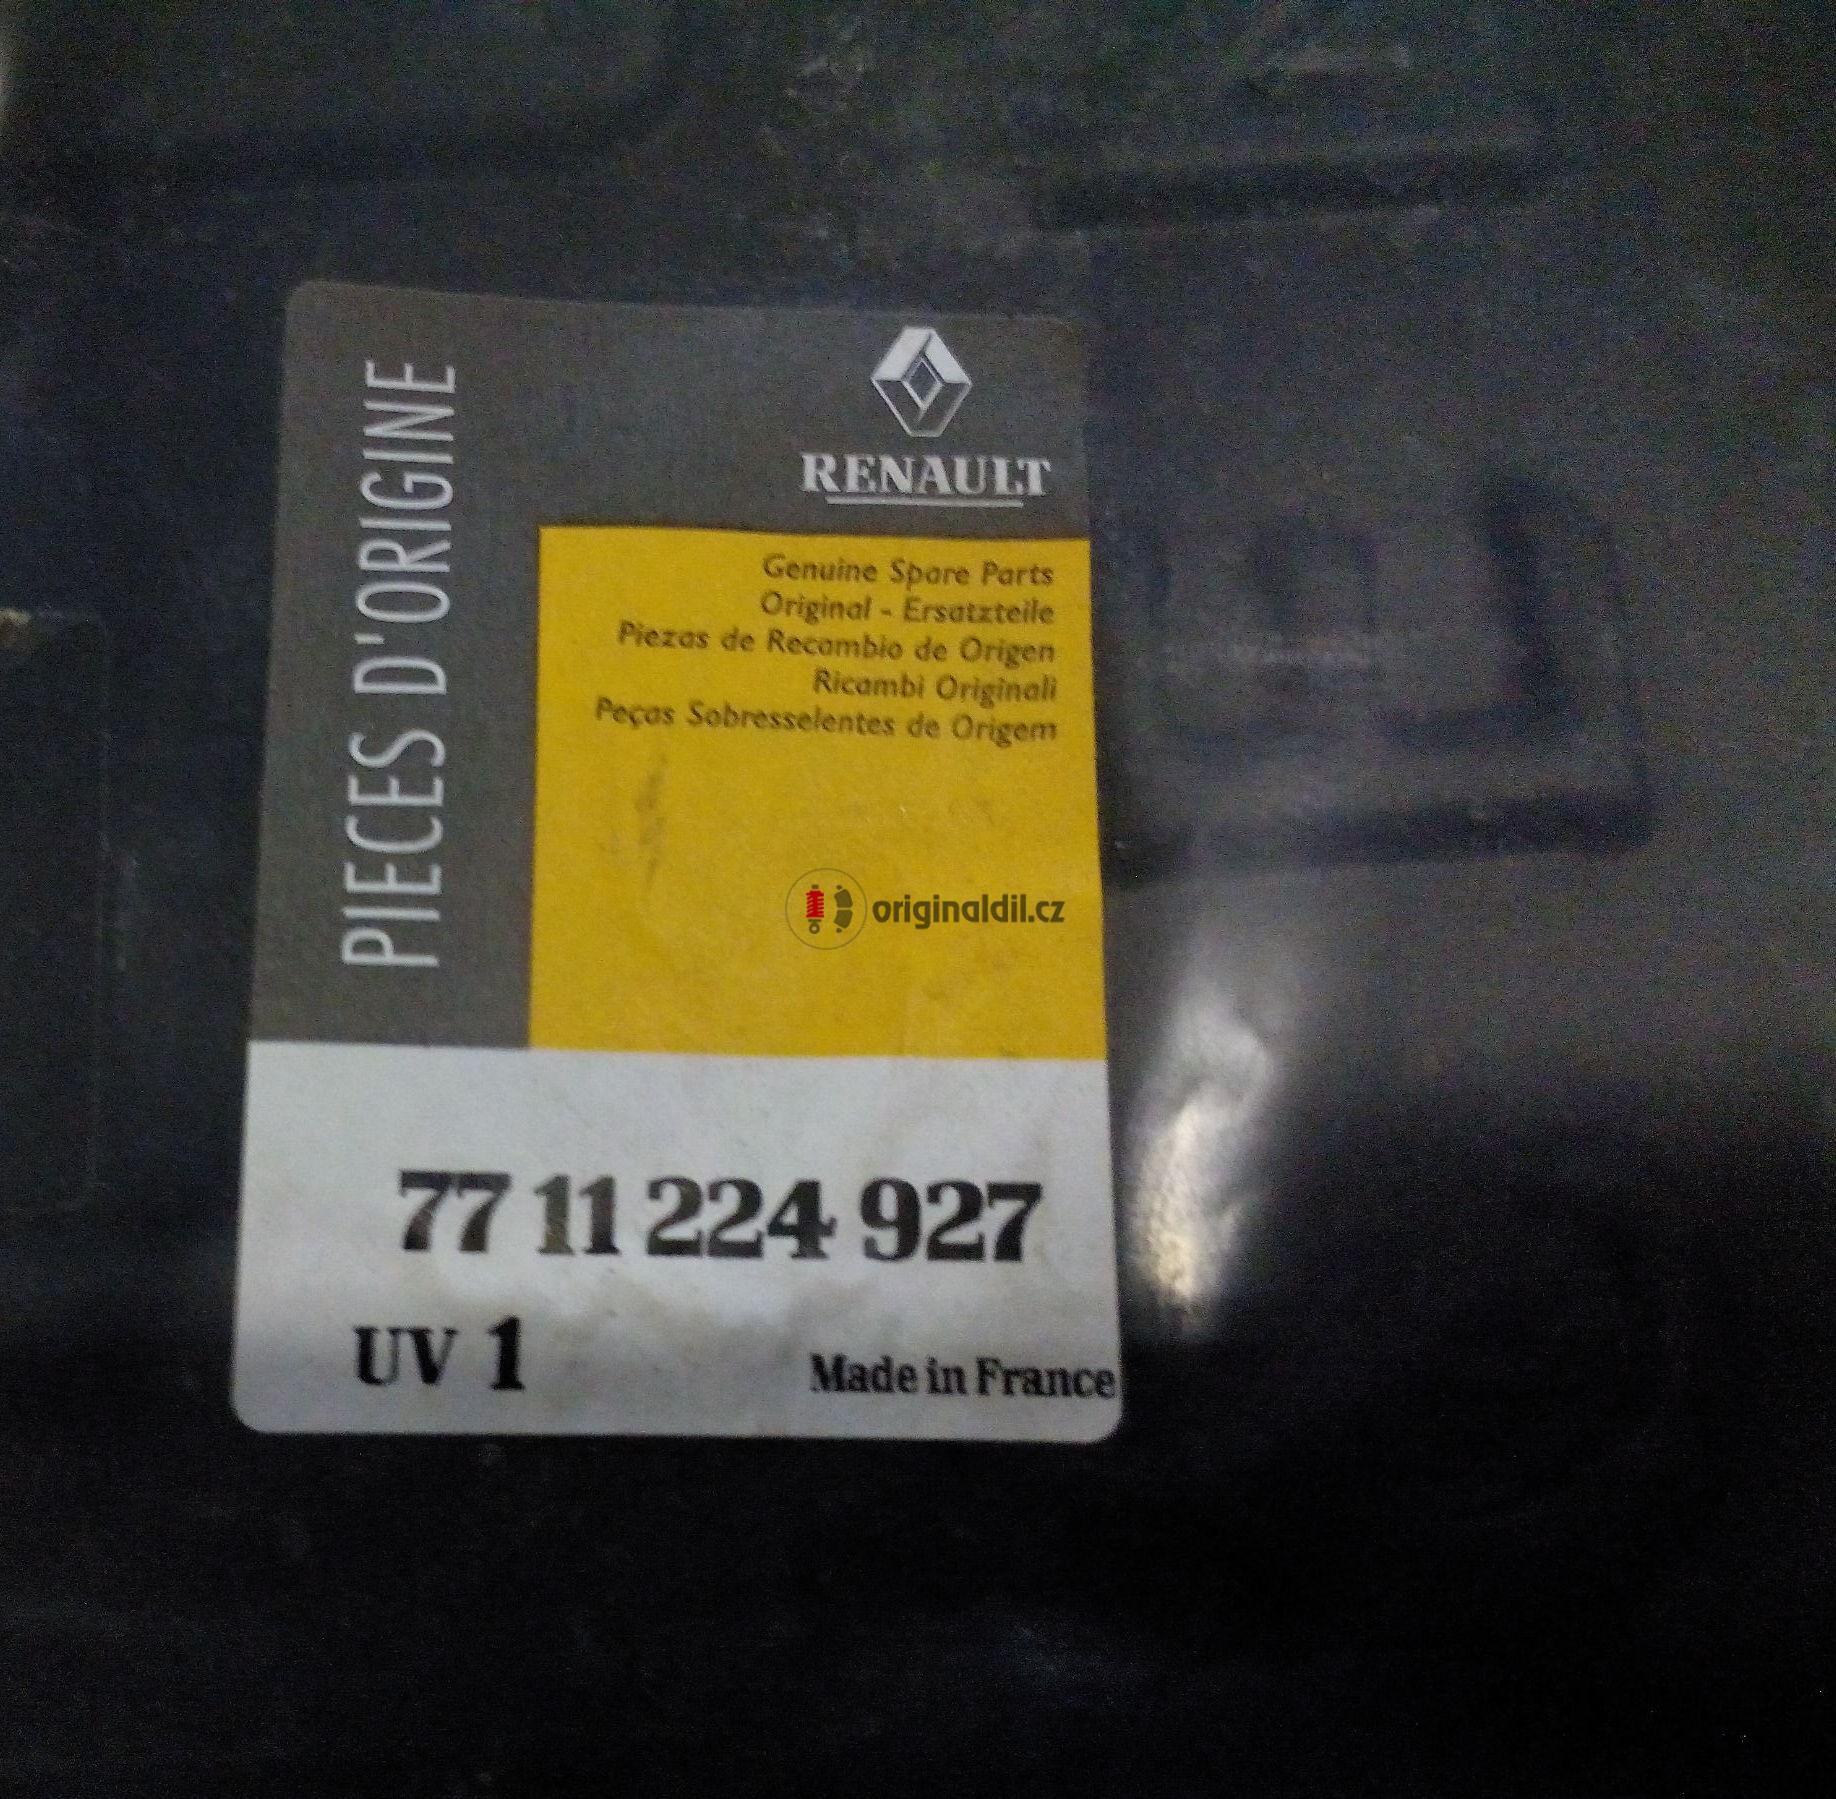 PIECES D'ORIGINE
RENAULT
Genuine Spare Parts
Original - Ersatzteile
Piezas de Recambio de Origen
Ricambi Originali
Peças Sobresselentes de Origem
originaldil.cz
77 11 224 927
UV 1
Made in France